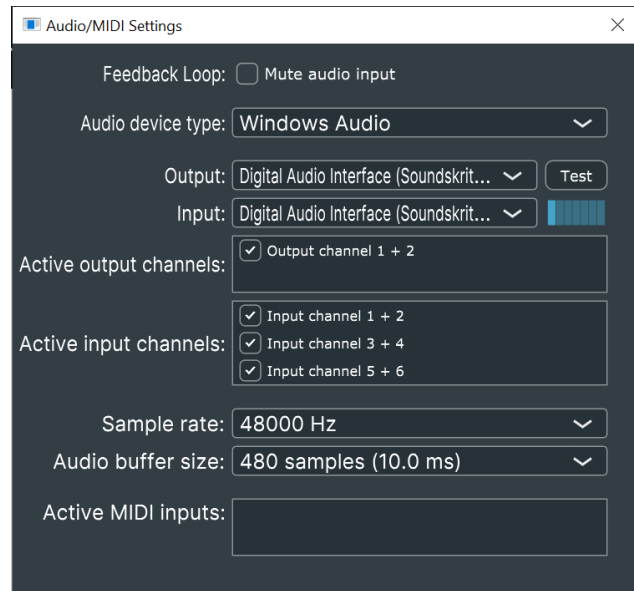 Audio/MIDI Settings
Feedback Loop: Mute audio input
Audio device type: Windows Audio
Output: Digital Audio Interface (Soundskrit... Test
Input: Digital Audio Interface (Soundskrit...
Active output channels: Output channel 1 + 2
Active input channels: Input channel 1 + 2
Input channel 3 + 4
Input channel 5 + 6
Sample rate: 48000 Hz
Audio buffer size: 480 samples (10.0 ms)
Active MIDI inputs: